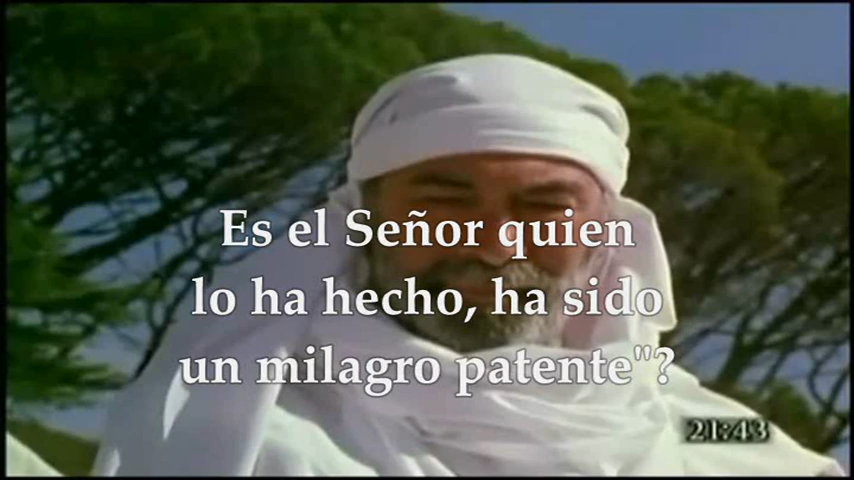 Es el Señor quien
lo ha hecho, ha sido
un milagro patente"?
21:43